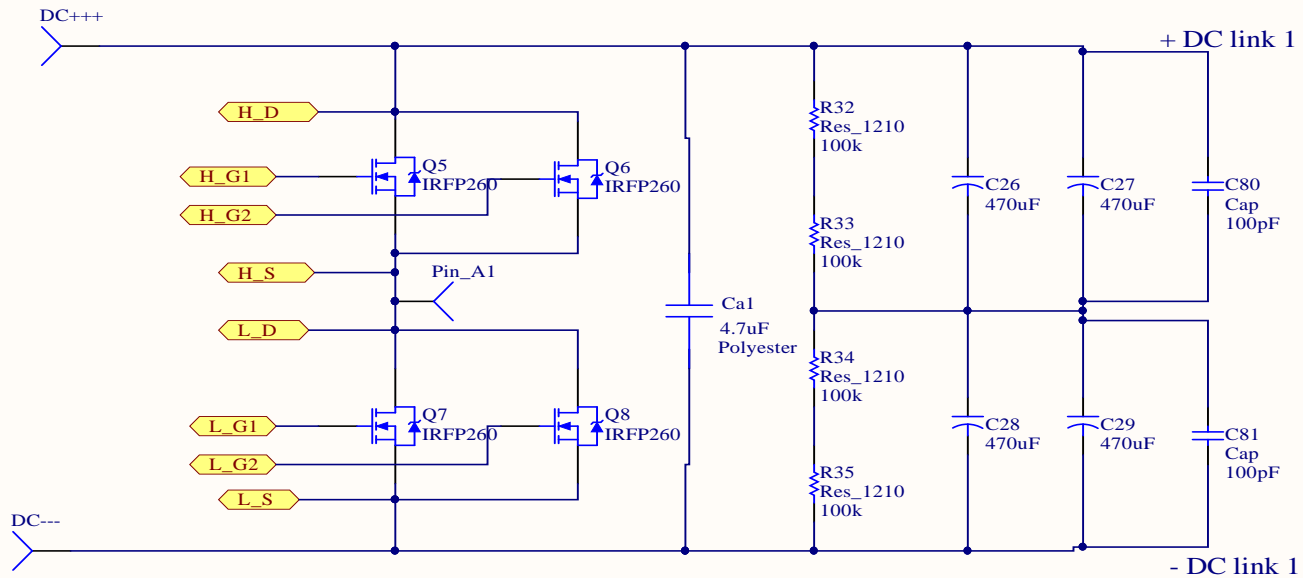 DC+++
+ DC link 1
H_D
H_G1
H_G2
H_S
L_D
L_G1
L_G2
L_S
DC---
Q5
IRFP260
Q6
IRFP260
Pin_A1
Q7
IRFP260
Q8
IRFP260
Ca1
4.7uF
Polyester
R32
Res_1210
100k
R33
Res_1210
100k
R34
Res_1210
100k
R35
Res_1210
100k
C26
470uF
C27
470uF
C80
Cap
100pF
C28
470uF
C29
470uF
C81
Cap
100pF
- DC link 1